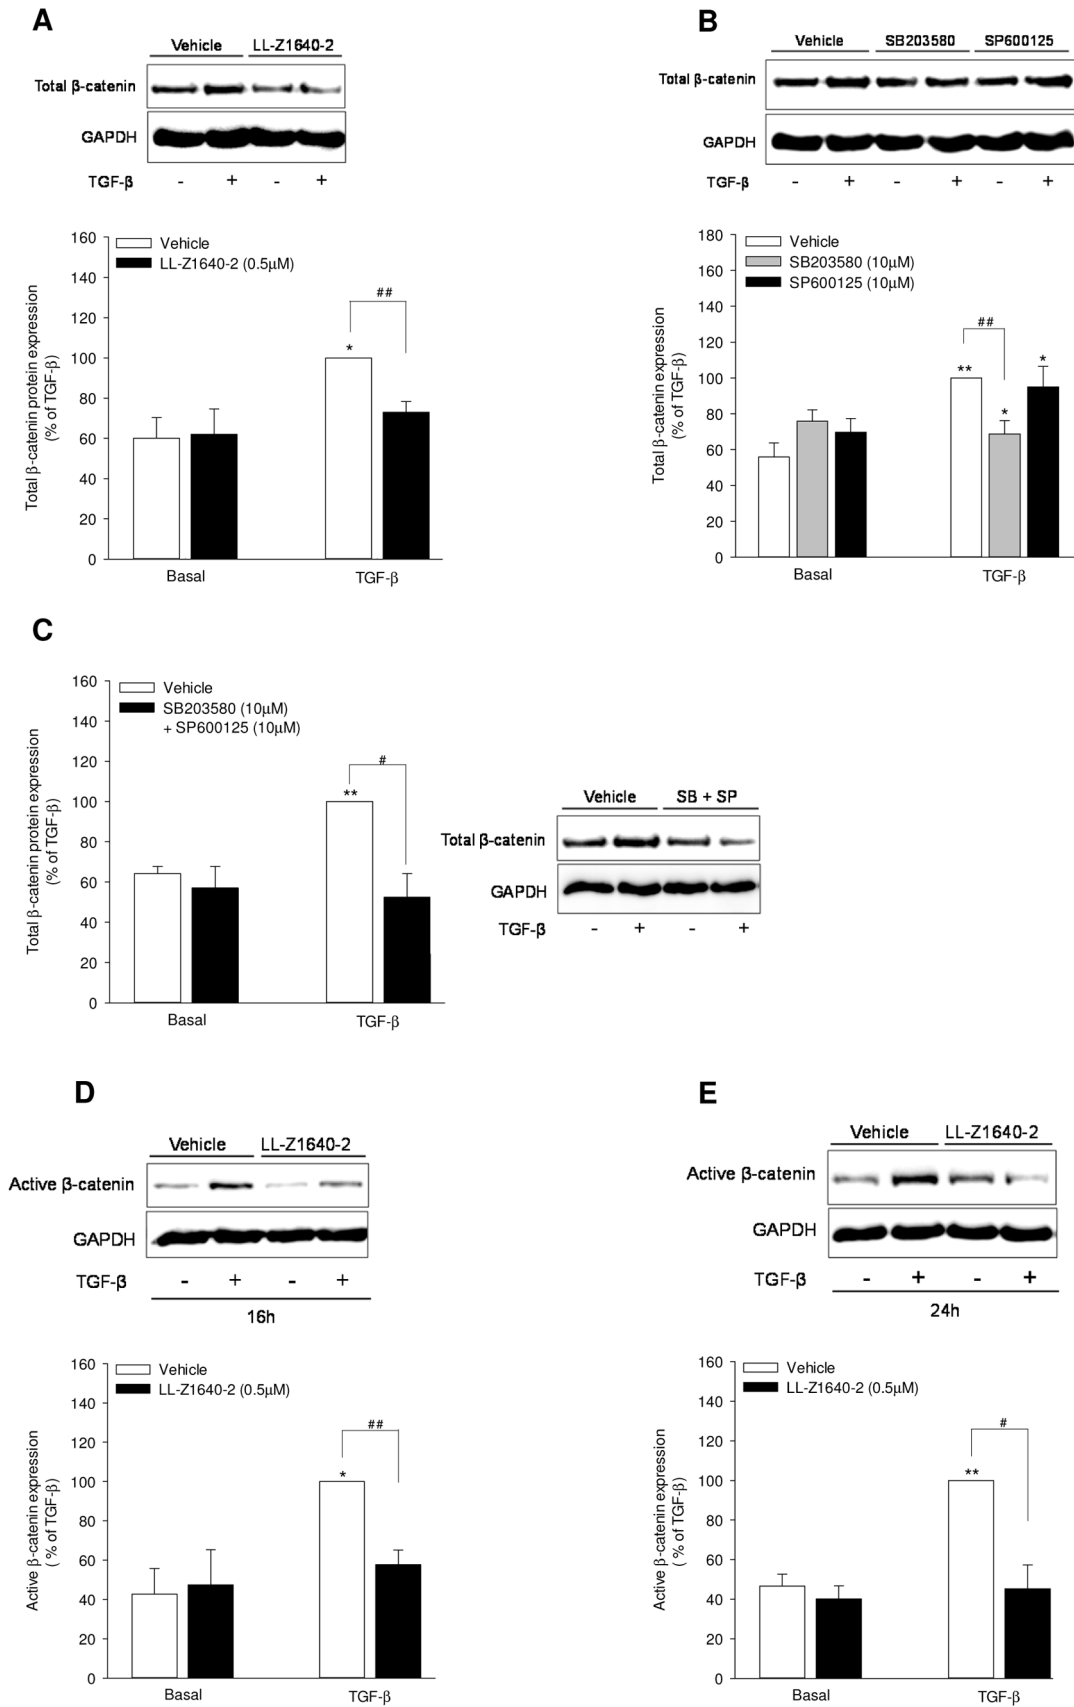 A
Vehicle LL-Z1640-2
Total β-catenin
GAPDH
TGF-β - + - +
160
140
120
100
80
60
40
20
0
Total β-catenin protein expression
(% of TGF-β)
Vehicle
LL-Z1640-2 (0.5μM)
##
*
Basal TGF-β
B
Vehicle SB203580 SP600125
Total β-catenin
GAPDH
TGF-β - + - + - +
180
160
140
120
100
80
60
40
20
0
Total β-catenin expression
(% of TGF-β)
Vehicle
SB203580 (10μM)
SP600125 (10μM)
##
**
*
*
Basal TGF-β
C
160
140
120
100
80
60
40
20
0
Total β-catenin protein expression
(% of TGF-β)
Vehicle
SB203580 (10μM)
+ SP600125 (10μM)
#
**
Basal TGF-β
Vehicle SB + SP
Total β-catenin
GAPDH
TGF-β - + - +
D
Vehicle LL-Z1640-2
Active β-catenin
GAPDH
TGF-β - + - +
16h
160
140
120
100
80
60
40
20
0
Active β-catenin expression
( % of TGF-β)
Vehicle
LL-Z1640-2 (0.5μM)
##
*
Basal TGF-β
E
Vehicle LL-Z1640-2
Active β-catenin
GAPDH
TGF-β - + - +
24h
160
140
120
100
80
60
40
20
0
Active β-catenin expression
( % of TGF-β)
Vehicle
LL-Z1640-2 (0.5μM)
#
**
Basal TGF-β